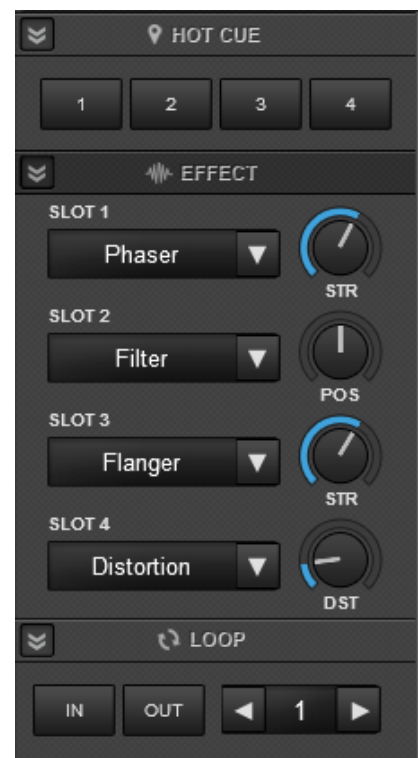 HOT CUE
1 2 3 4
EFFECT
SLOT 1
Phaser
STR
SLOT 2
Filter
POS
SLOT 3
Flanger
STR
SLOT 4
Distortion
DST
LOOP
IN OUT 1